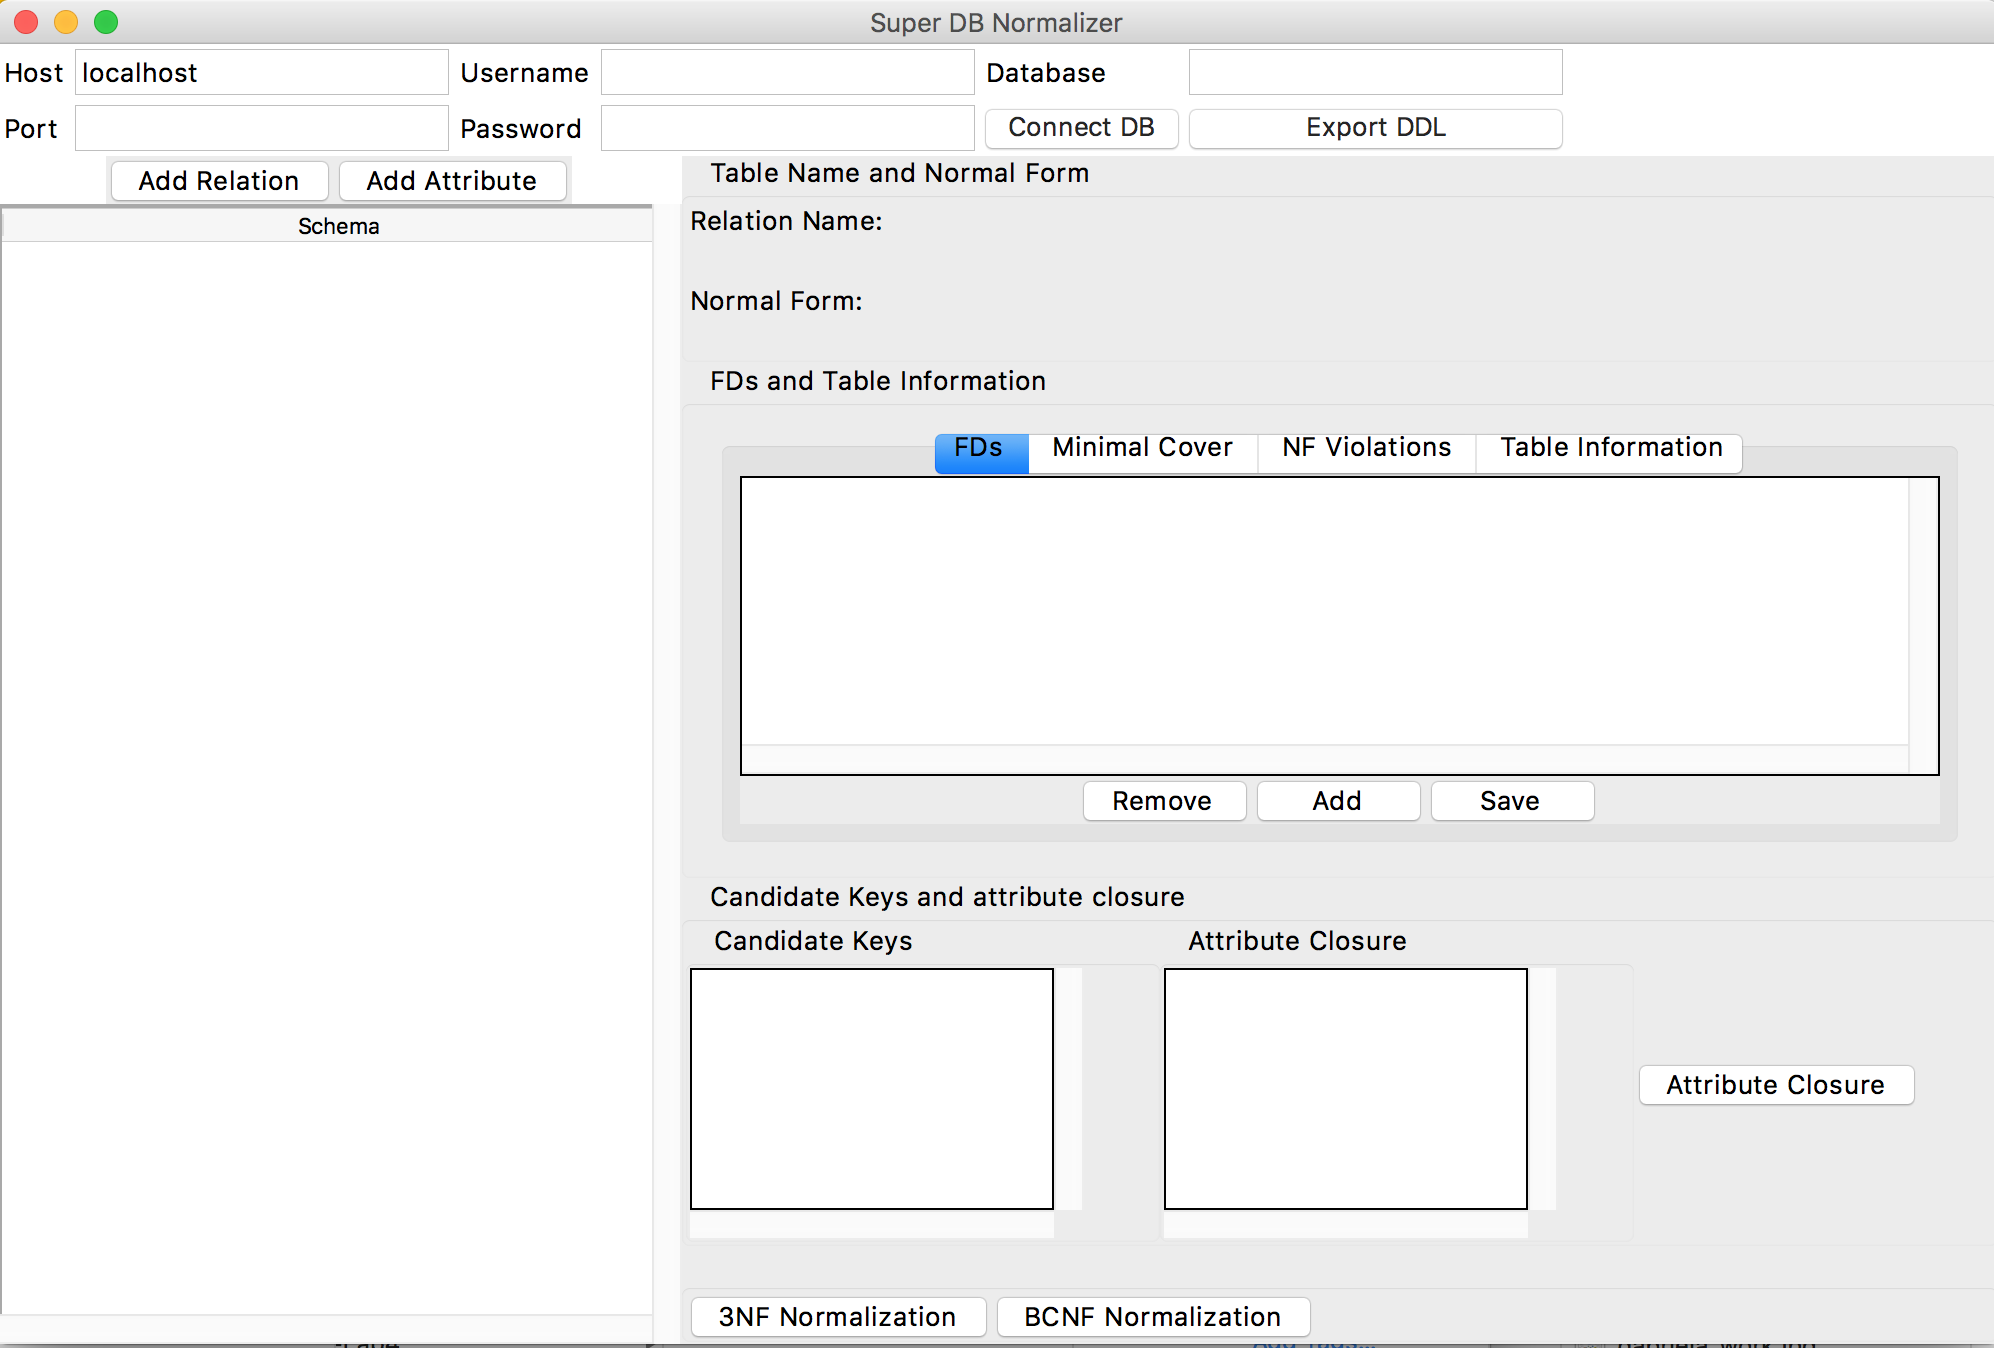 Super DB Normalizer
Host localhost Username Database
Port Password Connect DB Export DDL
Add Relation Add Attribute
Schema
Table Name and Normal Form
Relation Name:
Normal Form:
FDs and Table Information
FDs Minimal Cover NF Violations Table Information
Remove Add Save
Candidate Keys and attribute closure
Candidate Keys Attribute Closure
Attribute Closure
3NF Normalization BCNF Normalization